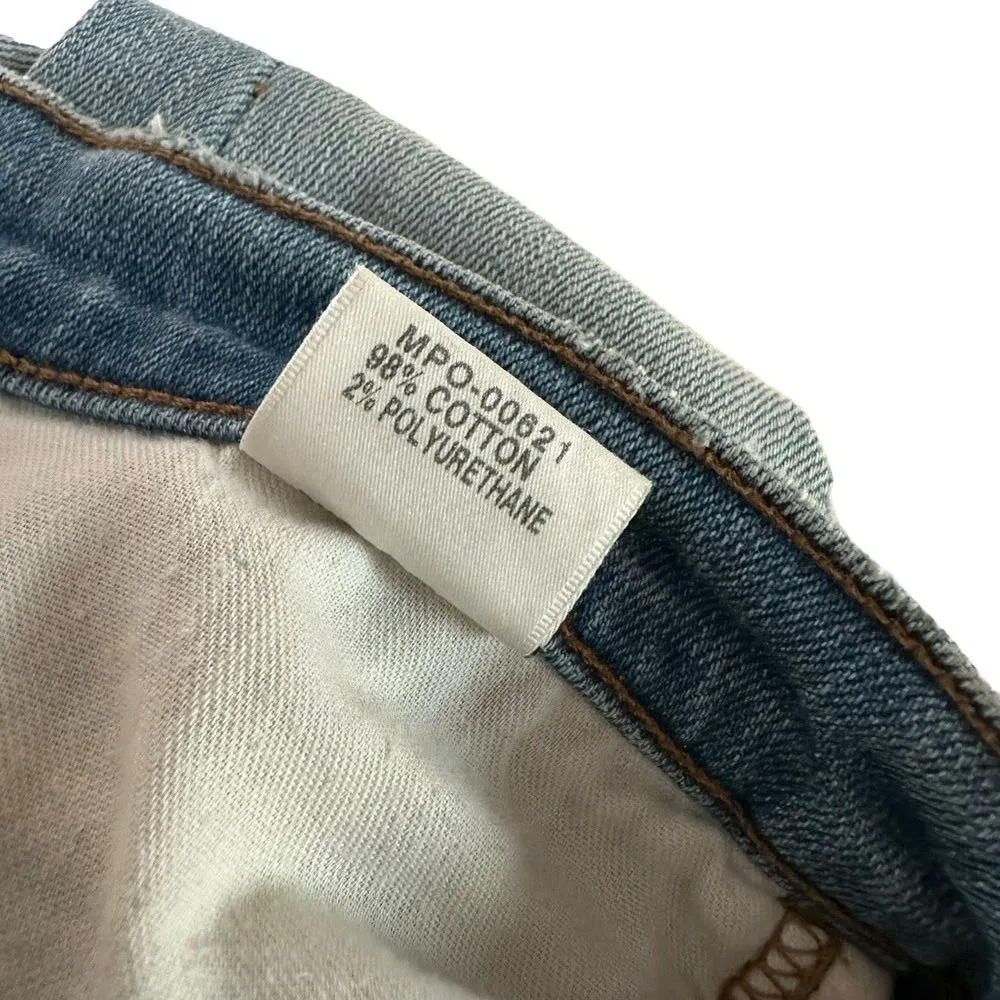 MPO-00621
98% COTTON
2% POLYURETHANE